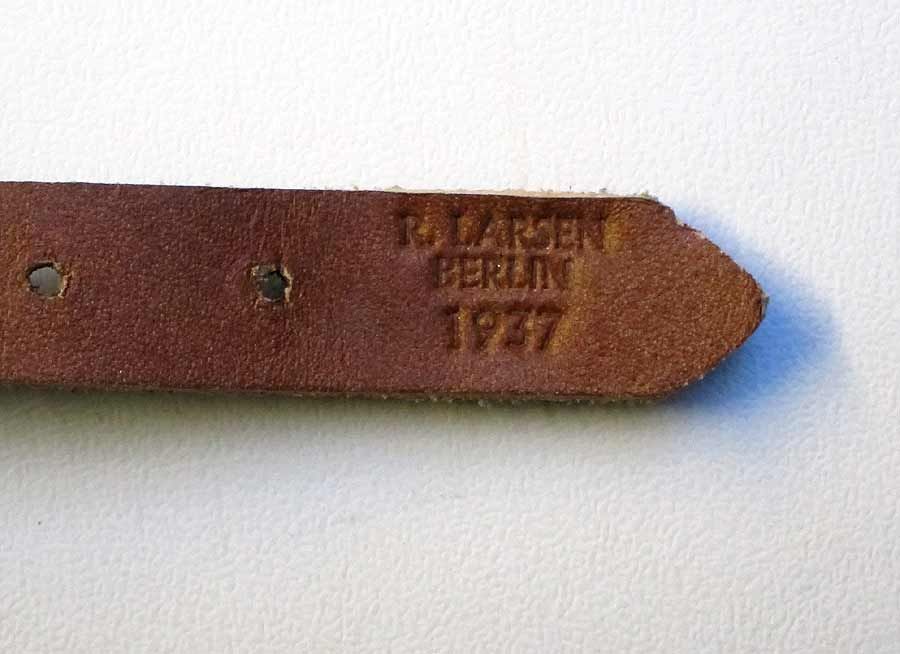 R. LARSEN
BERLIN
1937